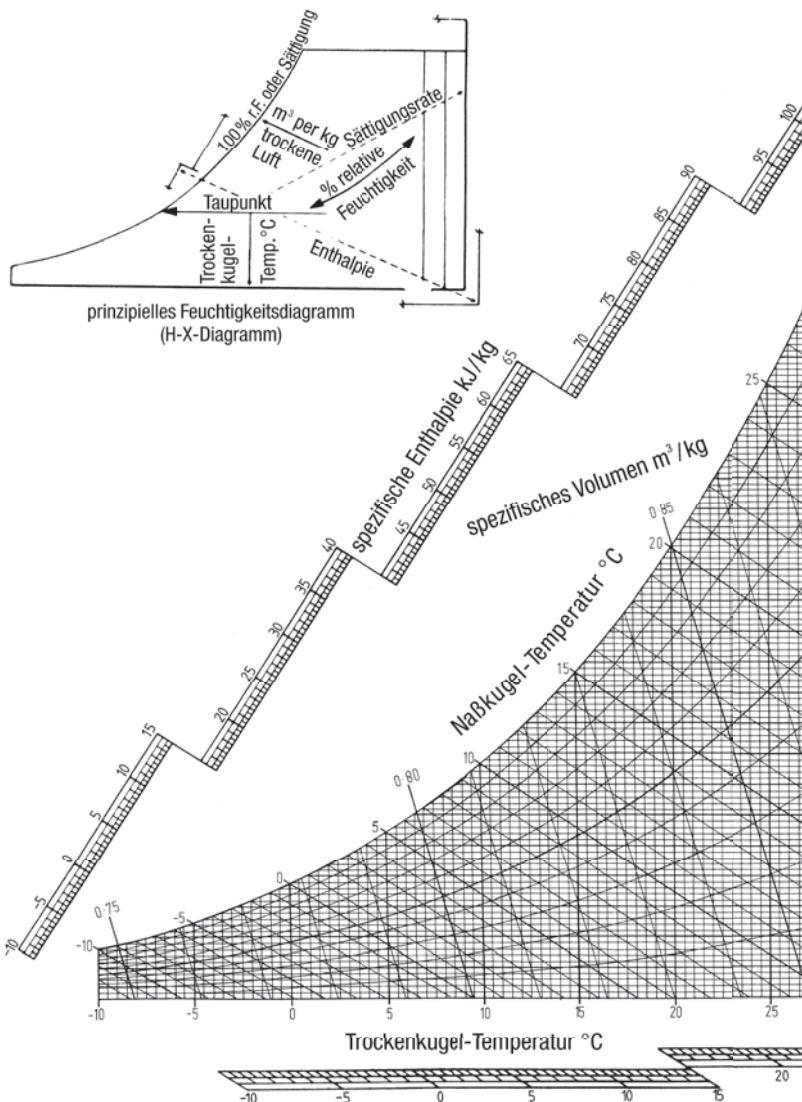 100% r.F. oder Sättigung
m³ per kg
trockene
Luft
Sättigungsrate
% relative
Feuchtigkeit
Taupunkt
Trocken-
kugel-
Temp. °C
Enthalpie
prinzipielles Feuchtigkeitsdiagramm
(H-X-Diagramm)
spezifische Enthalpie kJ/kg
-10 -5 0 5 10 15
20 25 30 35 40
45 50 55 60 65
70 75 80 85 90
95 100
spezifisches Volumen m³/kg
0·75 0·80 0·85
Naßkugel-Temperatur °C
-10 -5 0 5 10 15 20 25
-10 -5 0 5 10 15 20 25
Trockenkugel-Temperatur °C
-10 -5 0 5 10 15 20